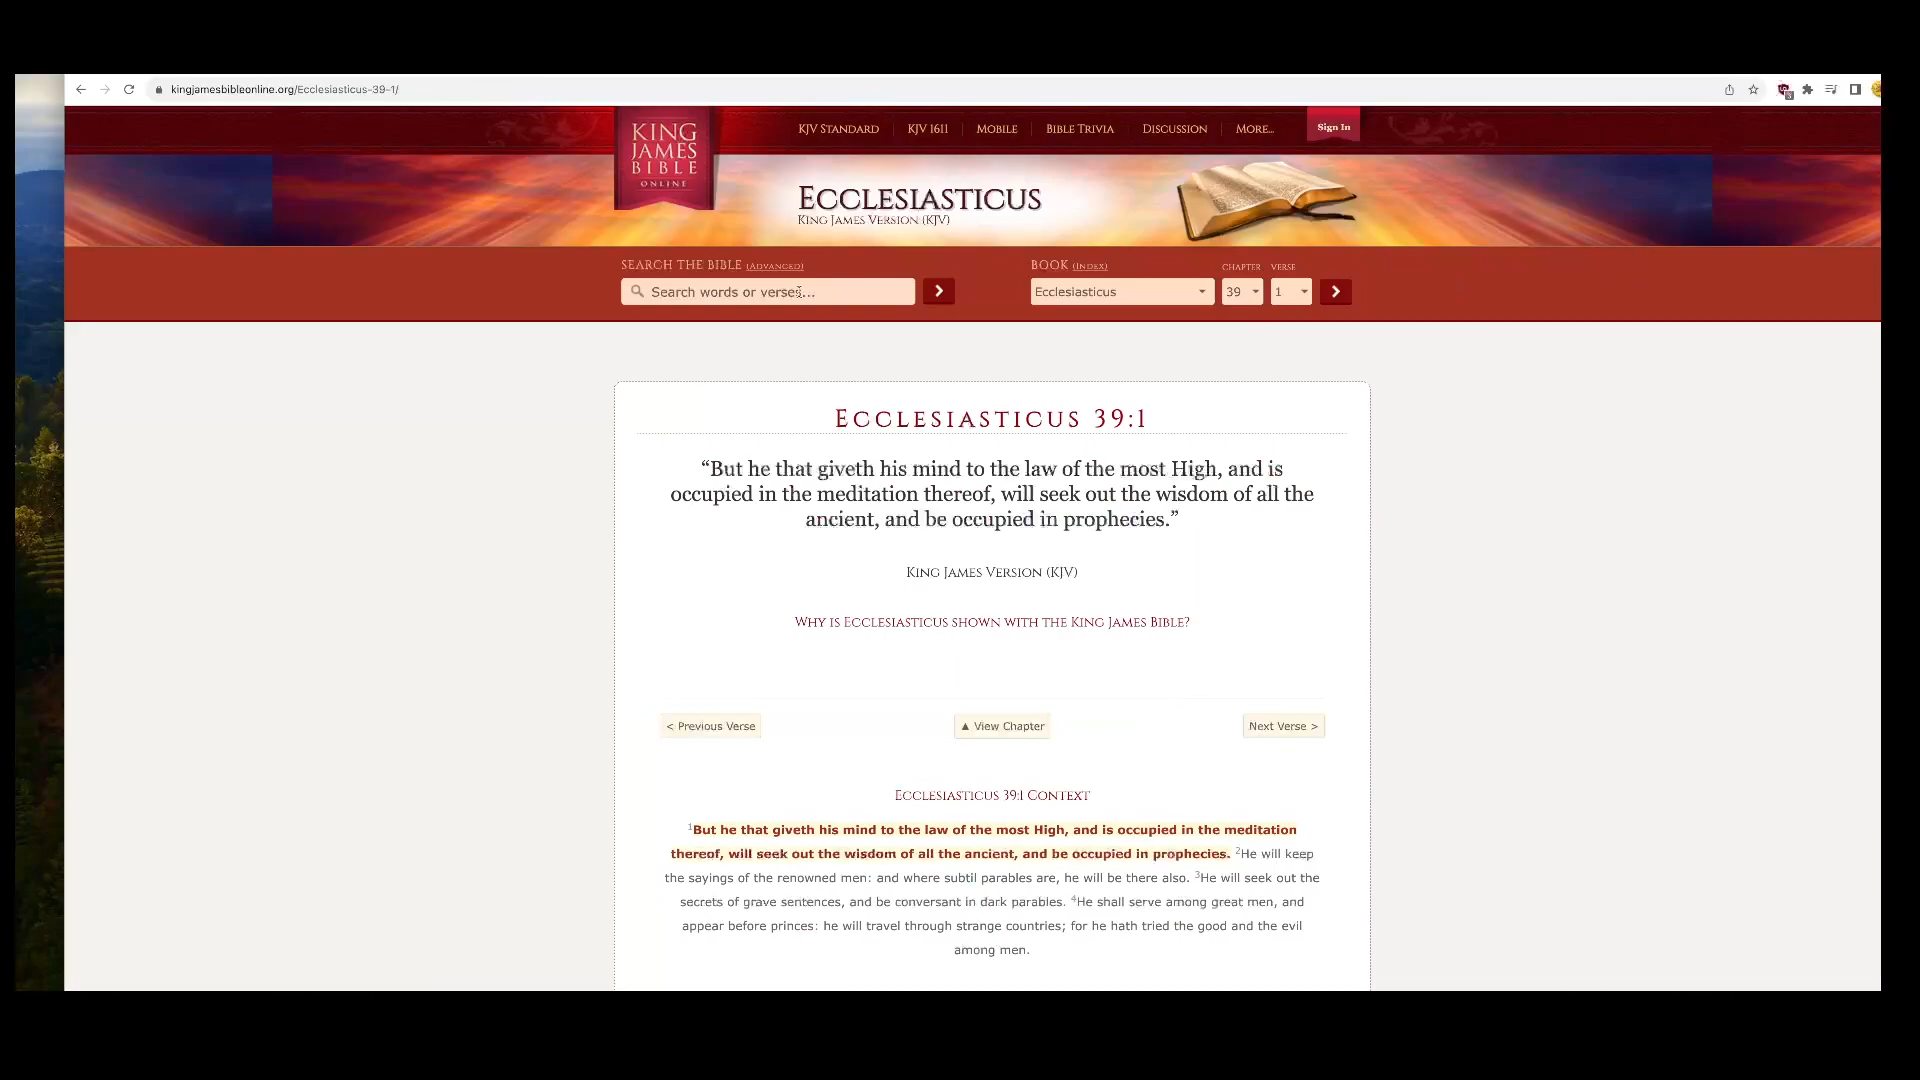 kingjamesbibleonline.org/Ecclesiasticus-39-1/
KING
JAMES
BIBLE
ONLINE
KJV STANDARD
KJV 1611
MOBILE
BIBLE TRIVIA
DISCUSSION
MORE...
Sign In
ECCLESIASTICUS
KING JAMES VERSION (KJV)
SEARCH THE BIBLE (ADVANCED)
Search words or verses...
BOOK (INDEX)
CHAPTER
VERSE
Ecclesiasticus
39
1
ECCLESIASTICUS 39:1
“But he that giveth his mind to the law of the most High, and is
occupied in the meditation thereof, will seek out the wisdom of all the
ancient, and be occupied in prophecies.”
KING JAMES VERSION (KJV)
WHY IS ECCLESIASTICUS SHOWN WITH THE KING JAMES BIBLE?
< Previous Verse
▲ View Chapter
Next Verse >
ECCLESIASTICUS 39:1 CONTEXT
1But he that giveth his mind to the law of the most High, and is occupied in the meditation
thereof, will seek out the wisdom of all the ancient, and be occupied in prophecies. 2He will keep
the sayings of the renowned men: and where subtil parables are, he will be there also. 3He will seek out the
secrets of grave sentences, and be conversant in dark parables. 4He shall serve among great men, and
appear before princes: he will travel through strange countries; for he hath tried the good and the evil
among men.